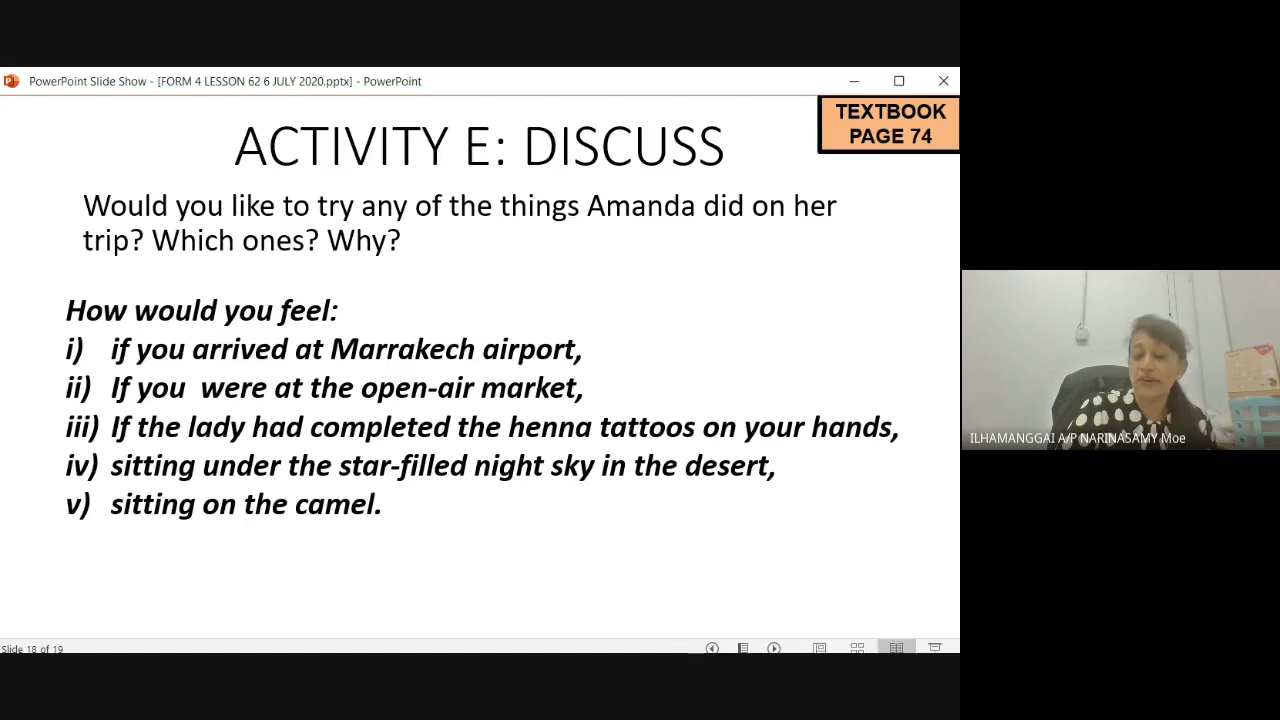 PowerPoint Slide Show - [FORM 4 LESSON 62 6 JULY 2020.pptx] - PowerPoint
TEXTBOOK
PAGE 74
ACTIVITY E: DISCUSS
Would you like to try any of the things Amanda did on her
trip? Which ones? Why?
How would you feel:
i) if you arrived at Marrakech airport,
ii) If you were at the open-air market,
iii) If the lady had completed the henna tattoos on your hands,
iv) sitting under the star-filled night sky in the desert,
v) sitting on the camel.
ILHAMANGGAI A/P NARINASAMY Moe
Slide 18 of 19